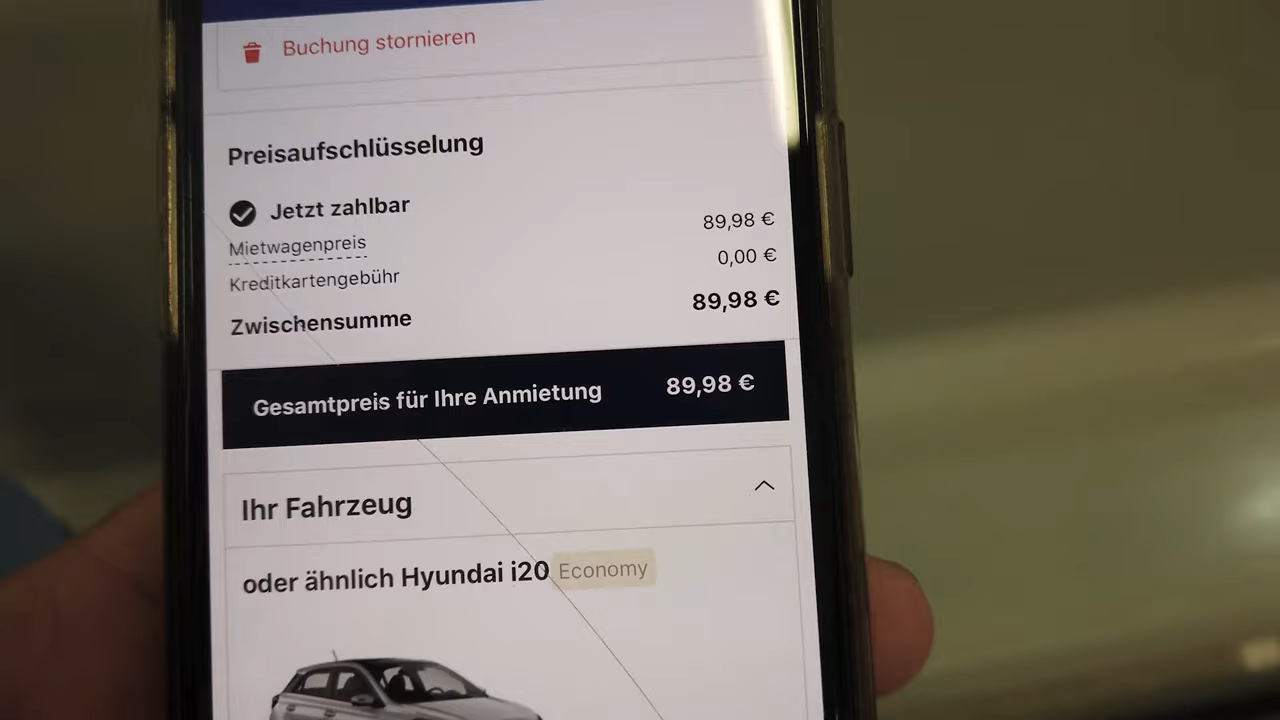 Buchung stornieren
Preisaufschlüsselung
Jetzt zahlbar
Mietwagenpreis 89,98 €
Kreditkartengebühr 0,00 €
Zwischensumme 89,98 €
Gesamtpreis für Ihre Anmietung 89,98 €
Ihr Fahrzeug
oder ähnlich Hyundai i20 Economy